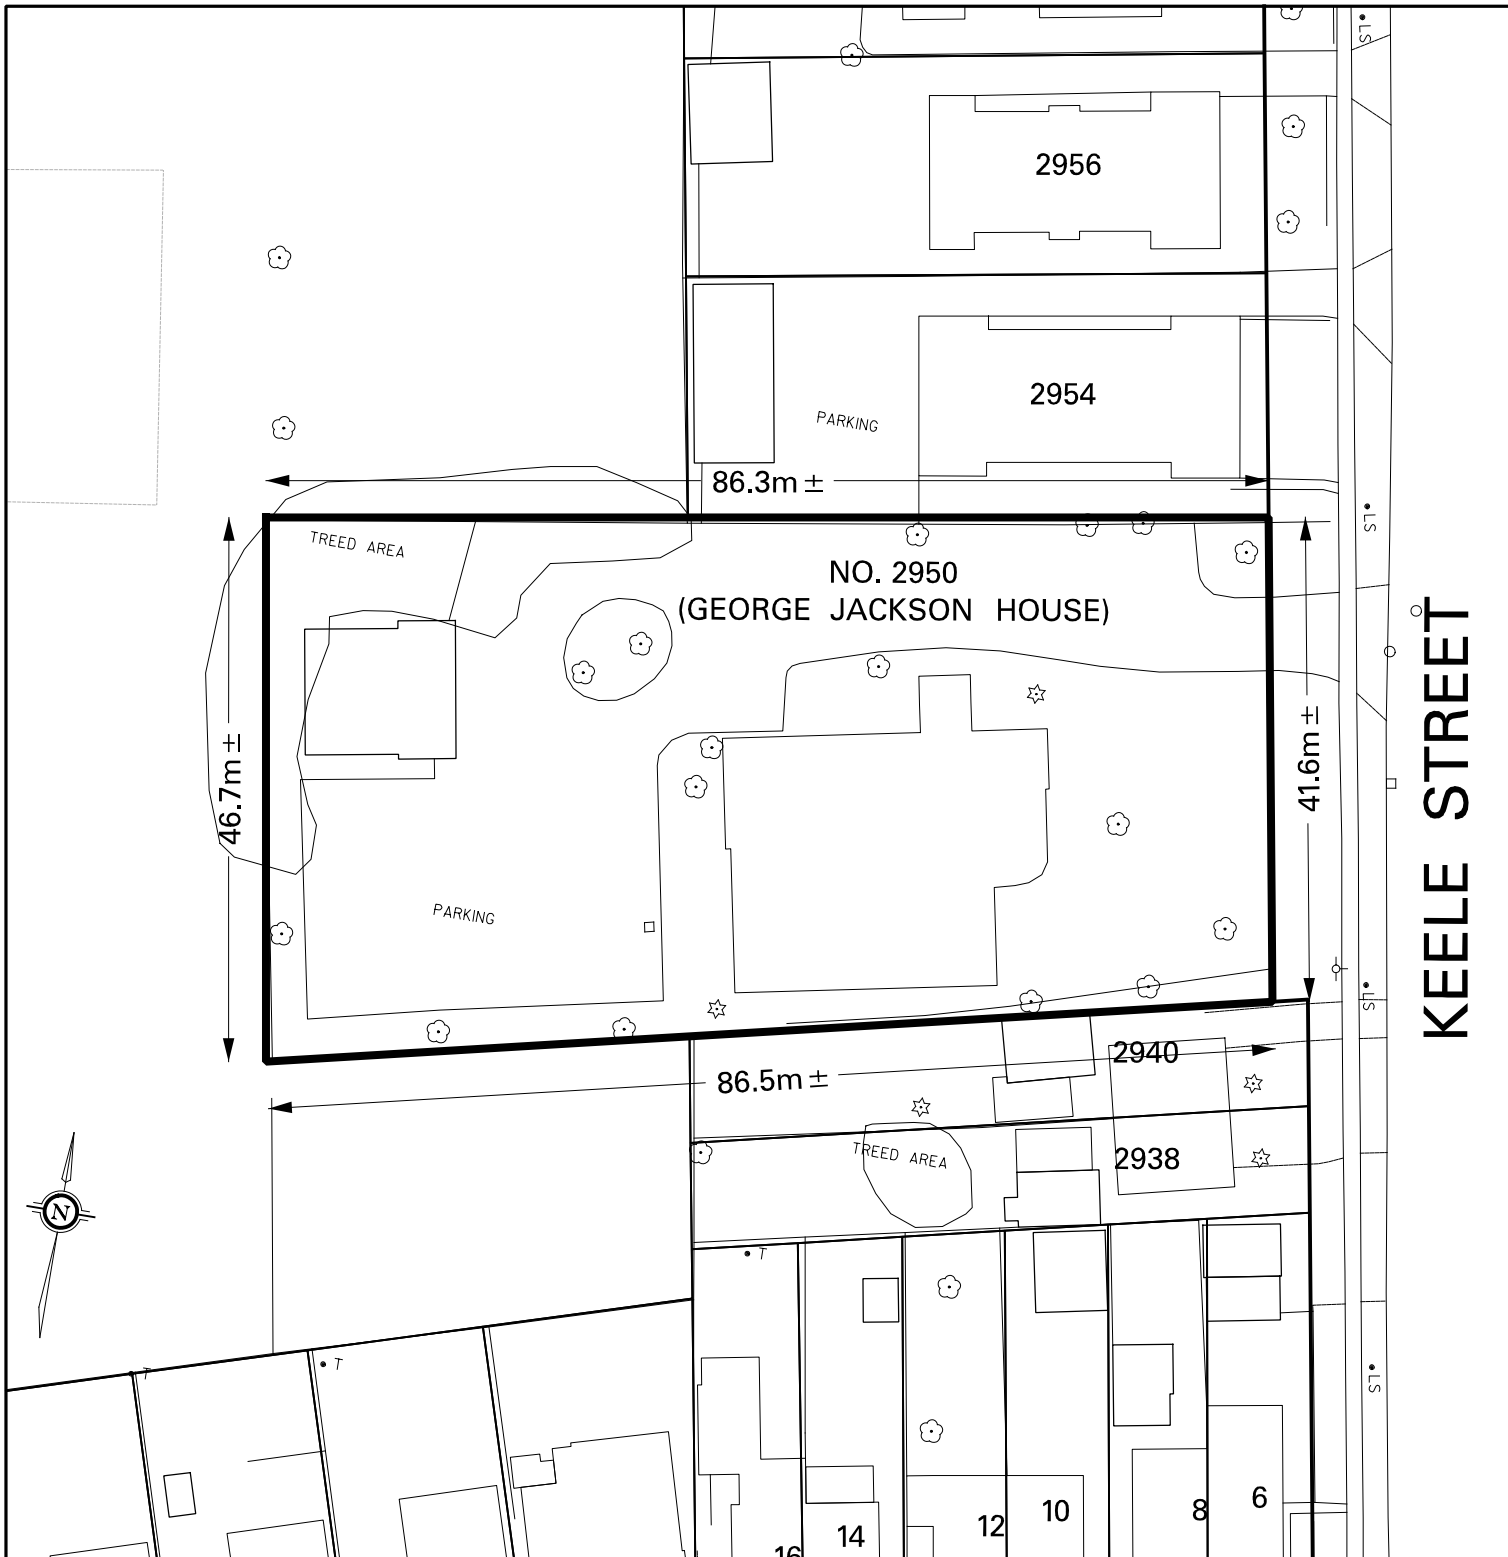 LS
2956
2954
PARKING
86.3m ±
LS
TREED AREA
NO. 2950
(GEORGE JACKSON HOUSE)
46.7m ±
41.6m ±
KEELE STREET
PARKING
LS
2940
86.5m ±
TREED AREA
2938
N
T
T
T
LS
6
10
8
12
14
16